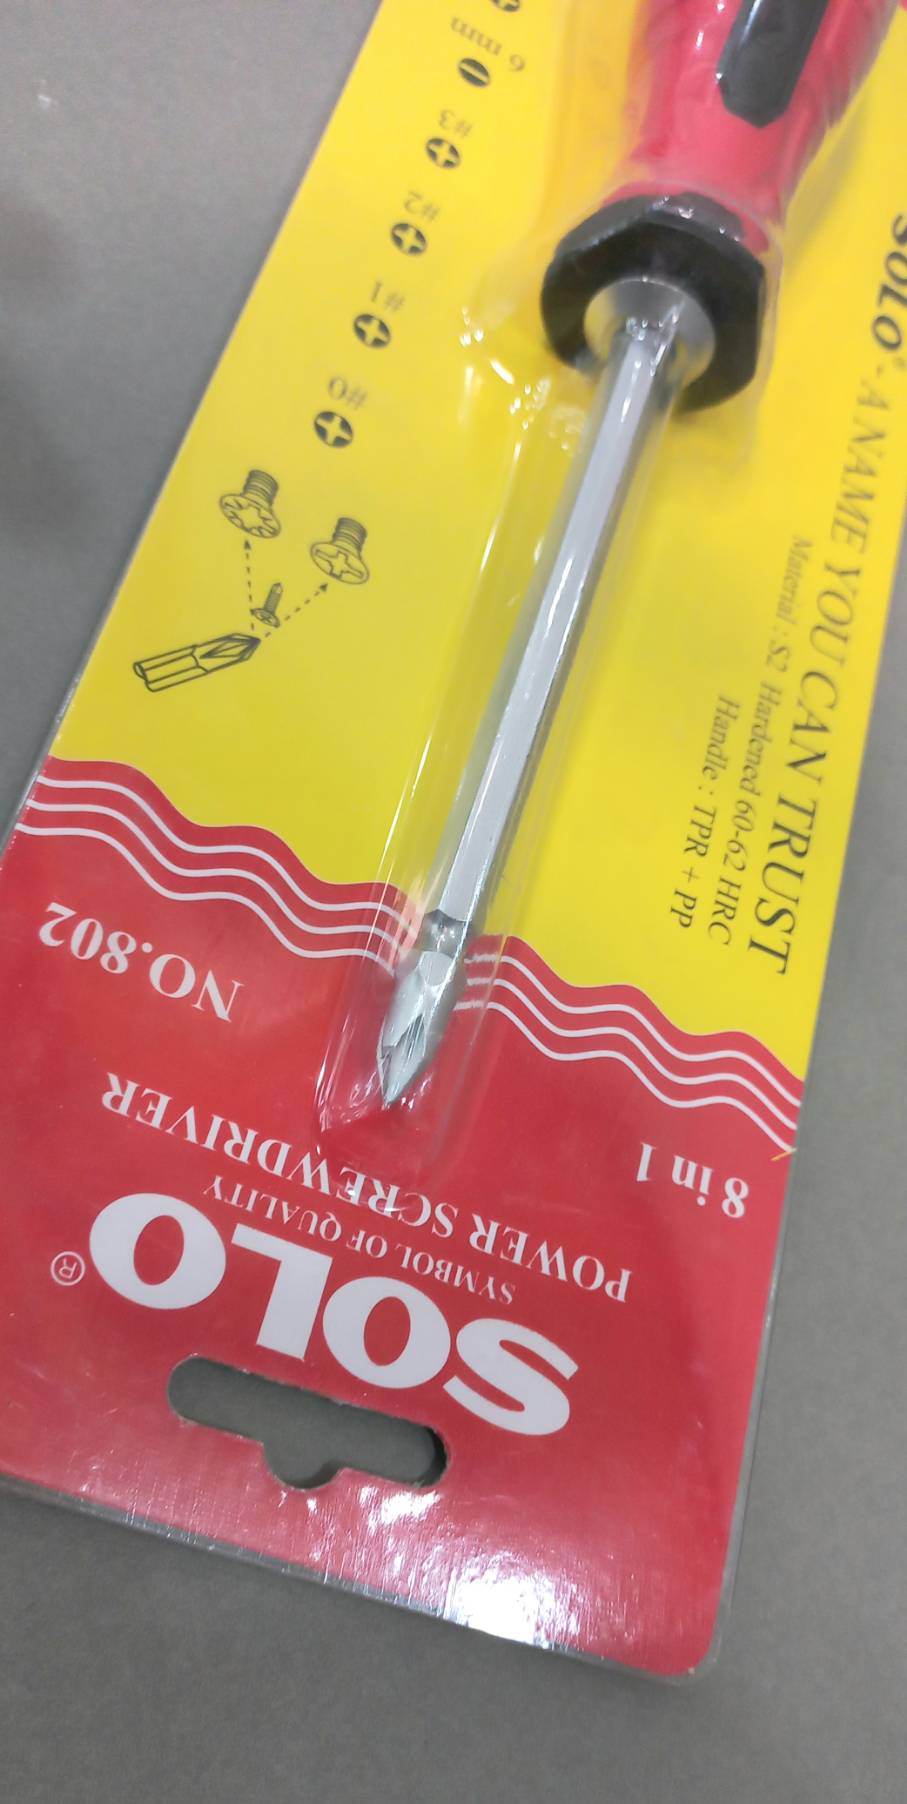 SOLO®
SYMBOL OF QUALITY
POWER SCREWDRIVER
8 in 1
NO.802
SOLO® - A NAME YOU CAN TRUST
Material : S2 Hardened 60-62 HRC
Handle : TPR + PP
#0
#1
#2
#3
6 mm